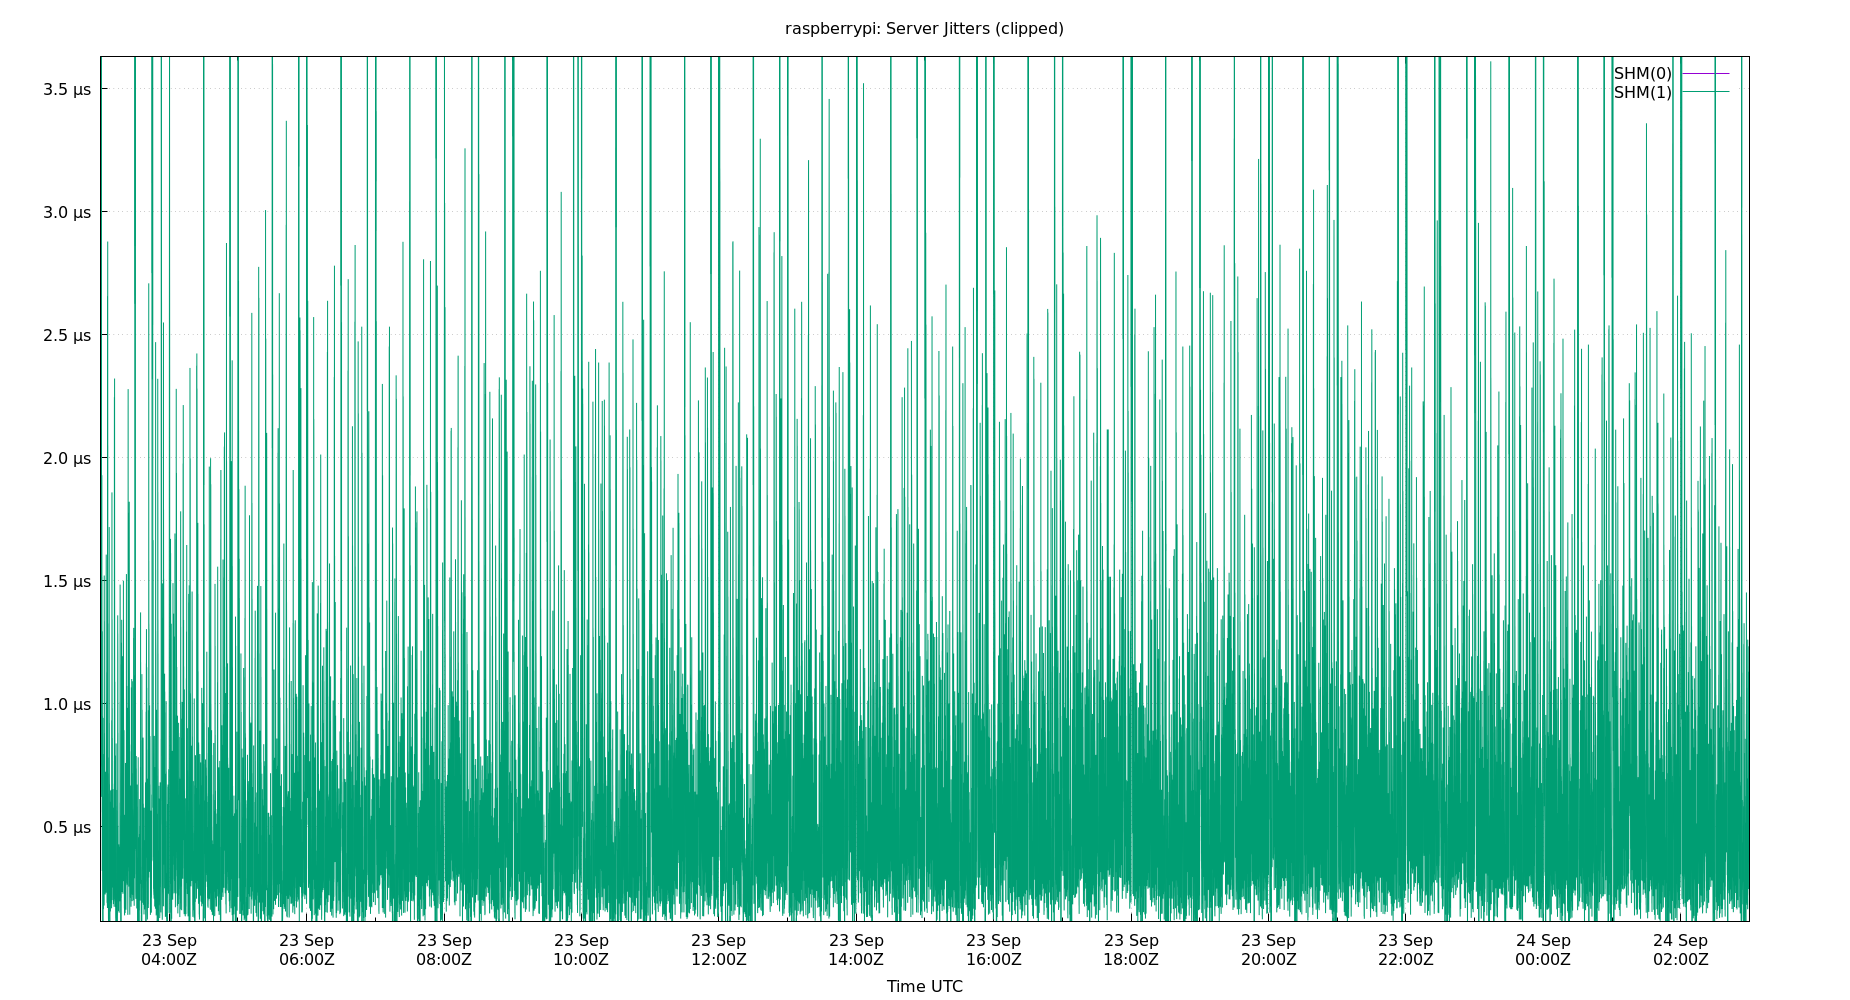 raspberrypi: Server Jitters (clipped)
SHM(0)
SHM(1)
3.5 µs
3.0 µs
2.5 µs
2.0 µs
1.5 µs
1.0 µs
0.5 µs
23 Sep 23 Sep 23 Sep 23 Sep 23 Sep 23 Sep 23 Sep 23 Sep 23 Sep 23 Sep 24 Sep 24 Sep
04:00Z 06:00Z 08:00Z 10:00Z 12:00Z 14:00Z 16:00Z 18:00Z 20:00Z 22:00Z 00:00Z 02:00Z
Time UTC